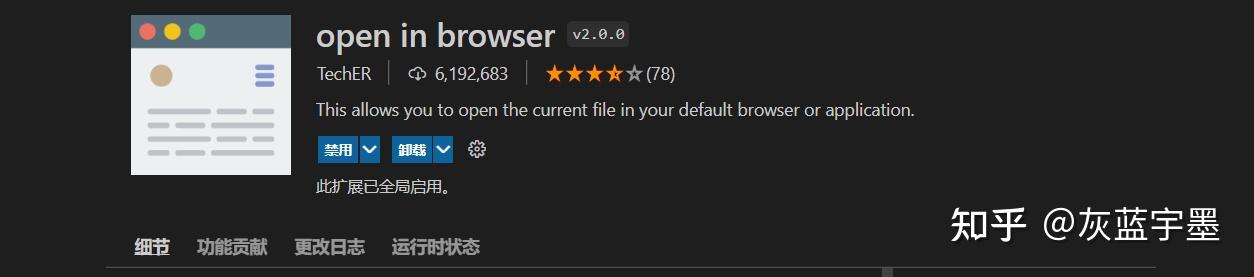 open in browser v2.0.0
TechER 6,192,683 (78)
This allows you to open the current file in your default browser or application.
禁用 卸载
此扩展已全局启用。
知乎 @灰蓝宇墨
细节 功能贡献 更改日志 运行时状态